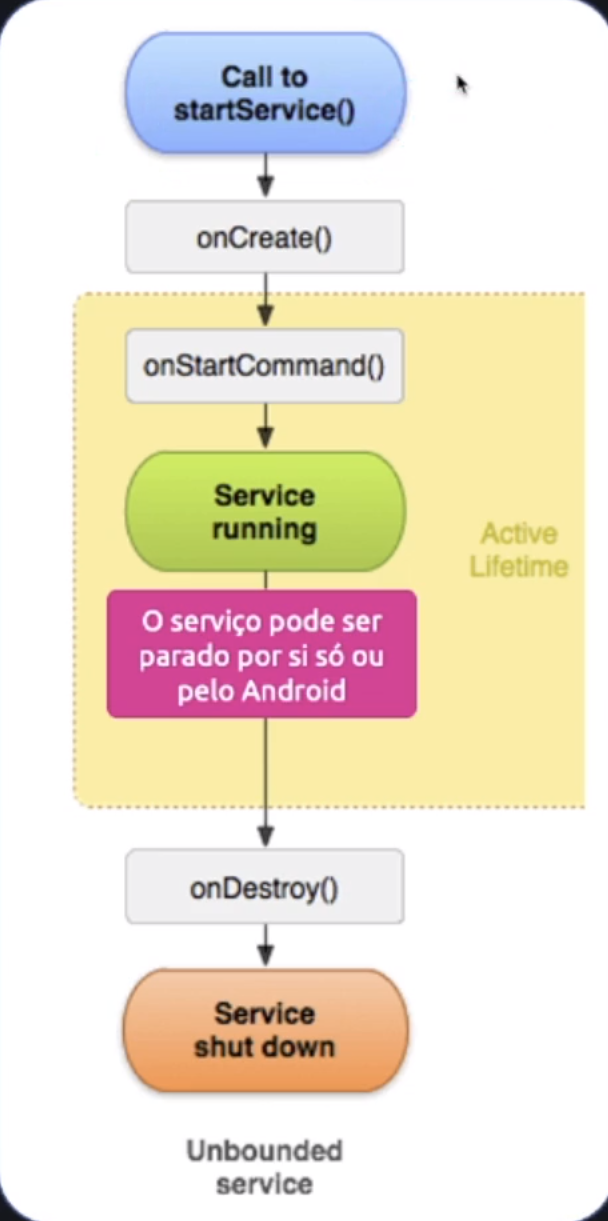 Call to
startService()
onCreate()
onStartCommand()
Service
running
Active
Lifetime
O serviço pode ser
parado por si só ou
pelo Android
onDestroy()
Service
shut down
Unbounded
service